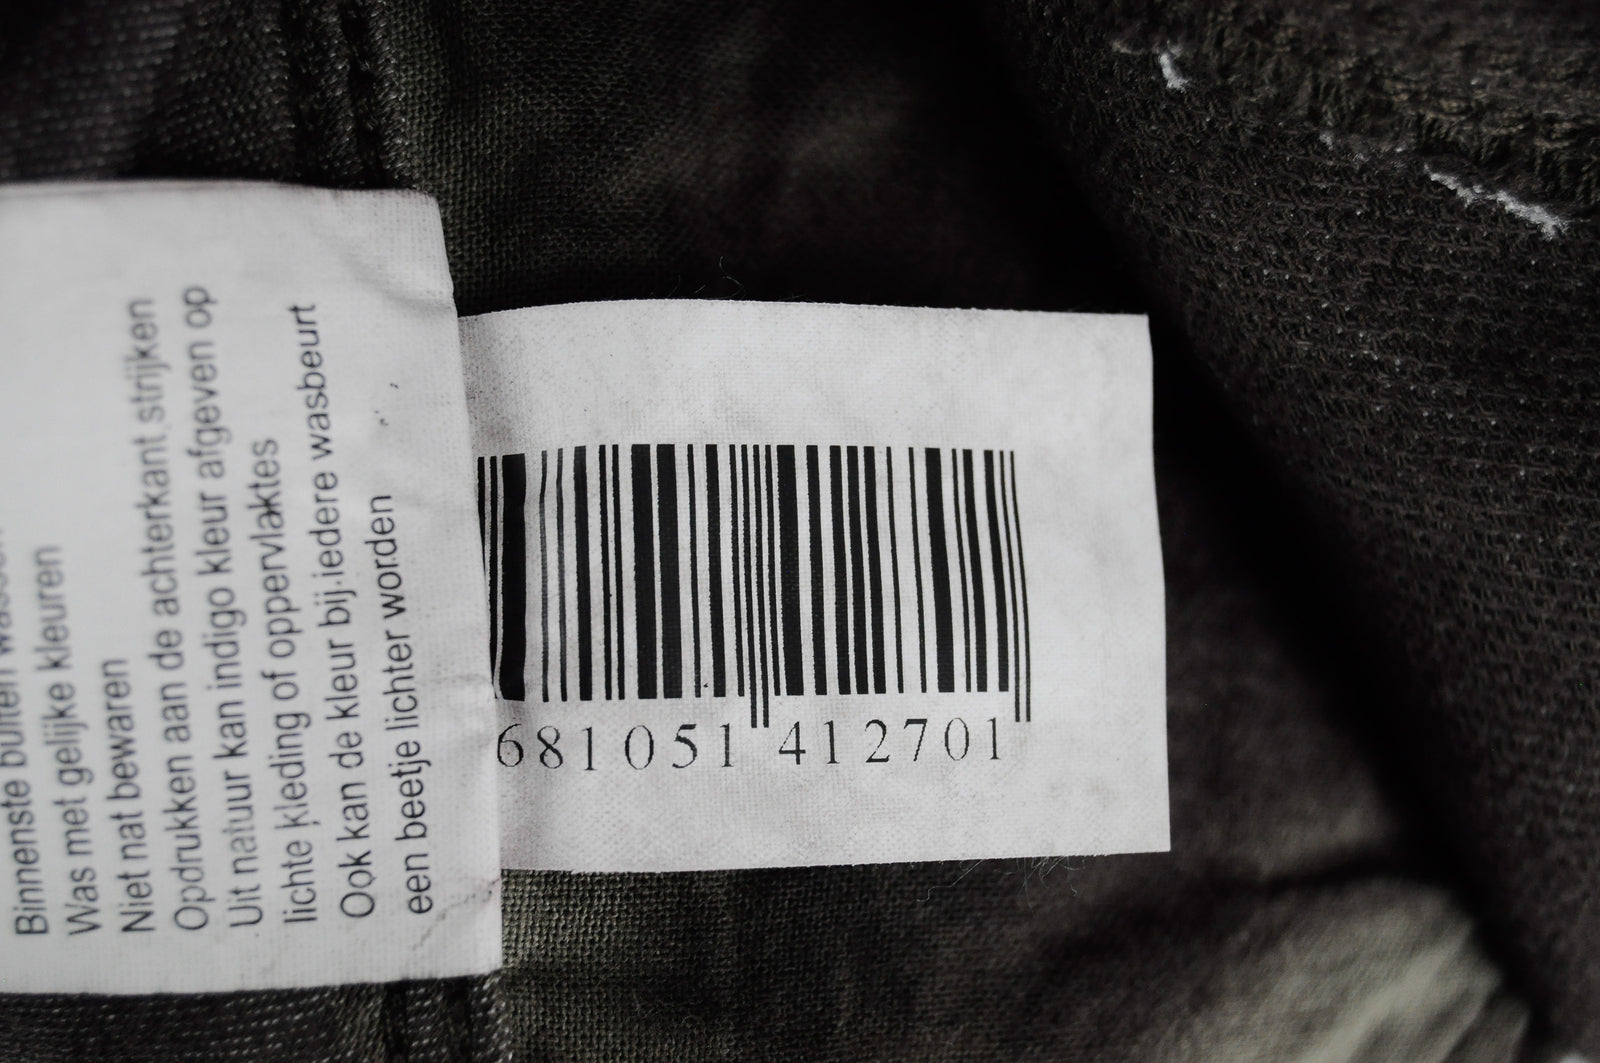 Binnenste buiten wassen
Was met gelijke kleuren
Niet nat bewaren
Opdrukken aan de achterkant strijken
Uit natuur kan indigo kleur afgeven op
lichte kleding of oppervlaktes
Ook kan de kleur bij iedere wasbeurt
een beetje lichter worden
681051 412701